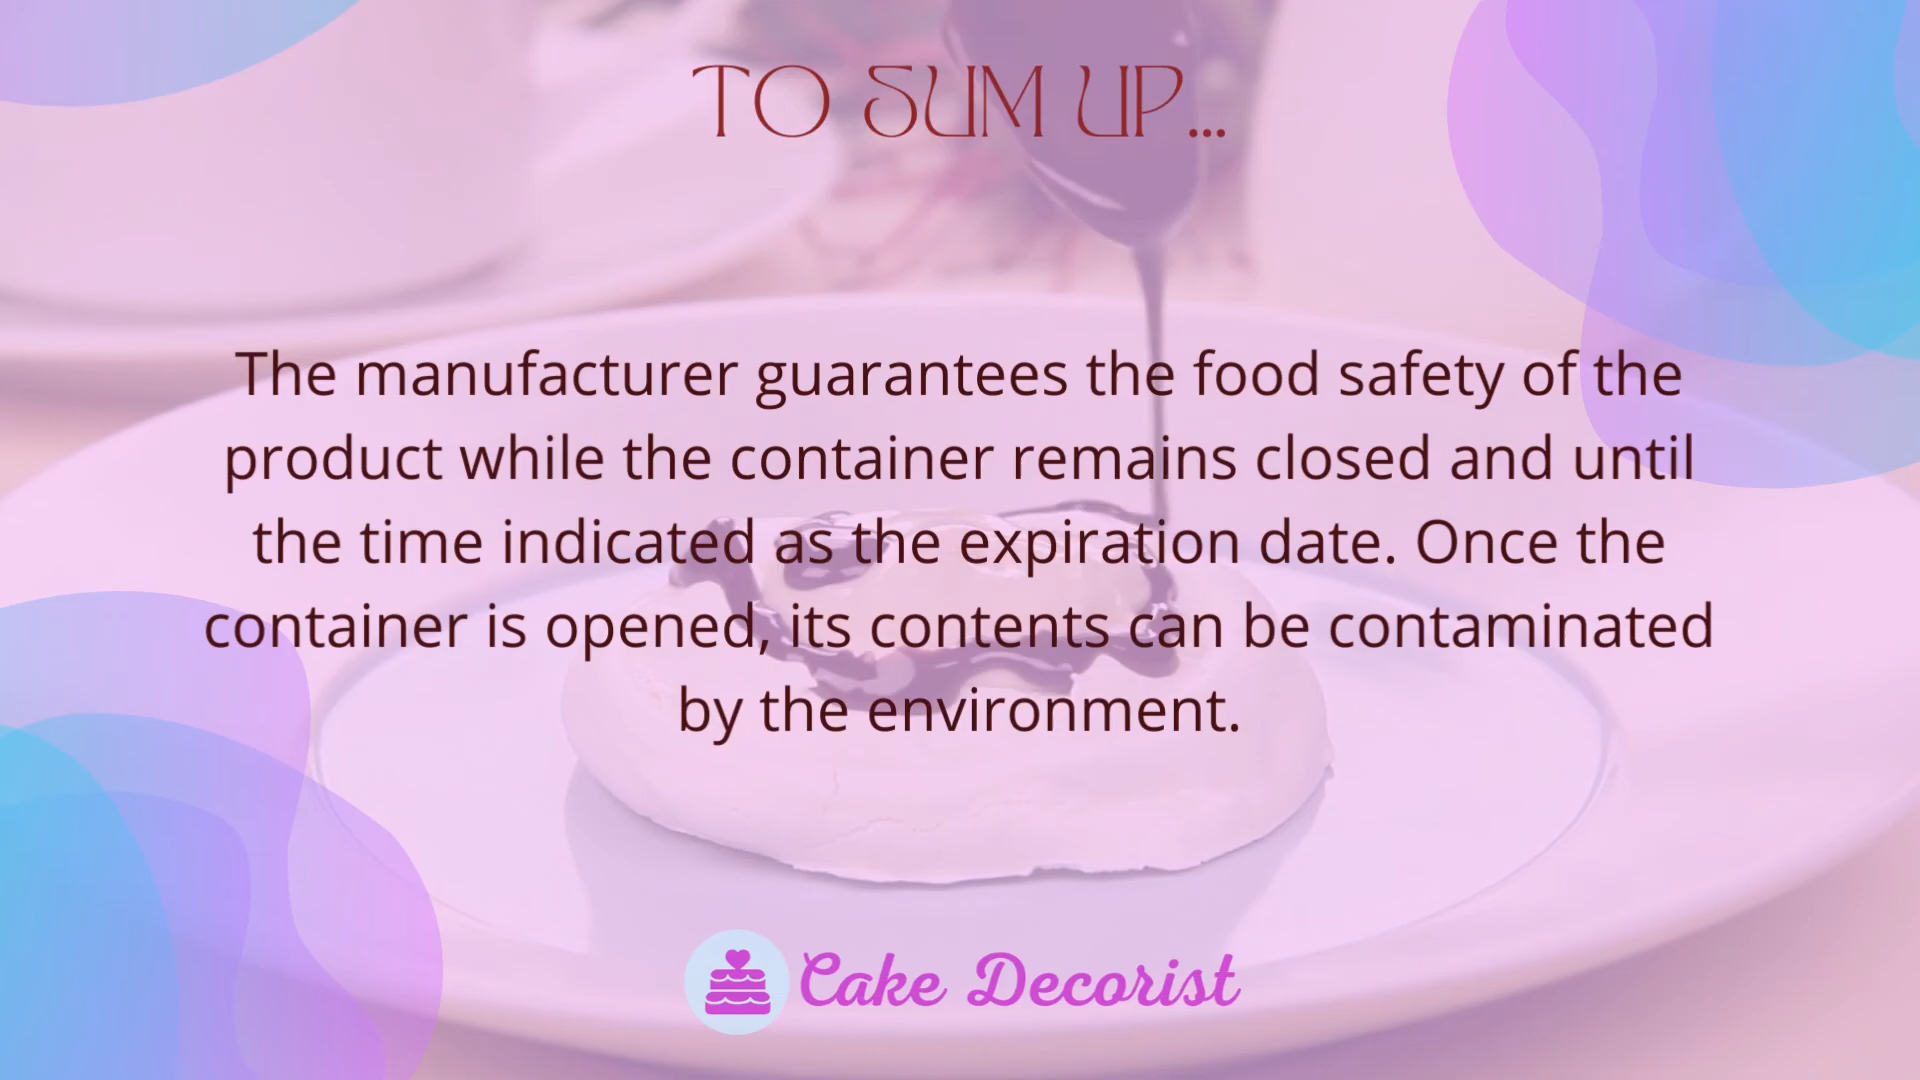 TO SUM UP...
The manufacturer guarantees the food safety of the
product while the container remains closed and until
the time indicated as the expiration date. Once the
container is opened, its contents can be contaminated
by the environment.
Cake Decorist